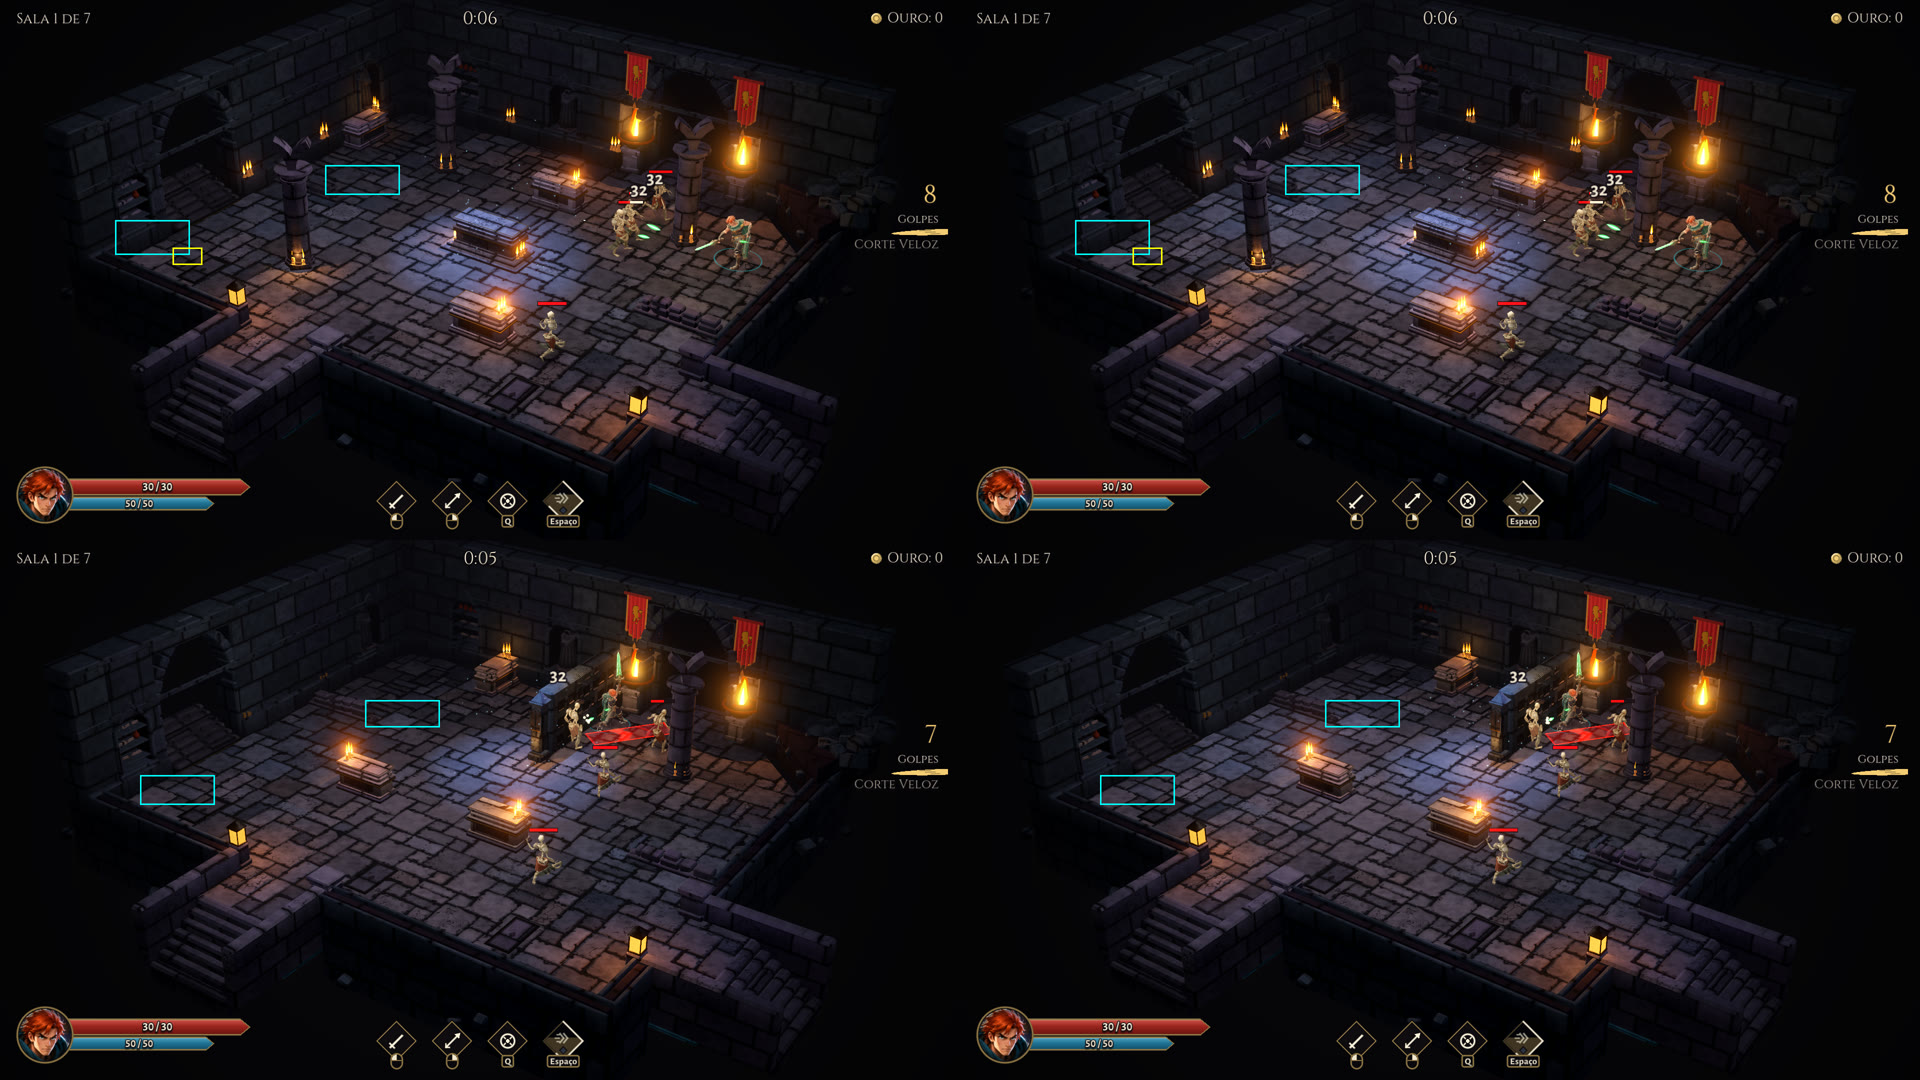 SALA 1 DE 7
0:06
OURO: 0
32
32
8
GOLPES
CORTE VELOZ
30/30
50/50
Q
Espaço
SALA 1 DE 7
0:06
OURO: 0
32
32
8
GOLPES
CORTE VELOZ
30/30
50/50
Q
Espaço
SALA 1 DE 7
0:05
OURO: 0
32
7
GOLPES
CORTE VELOZ
30/30
50/50
Q
Espaço
SALA 1 DE 7
0:05
OURO: 0
32
7
GOLPES
CORTE VELOZ
30/30
50/50
Q
Espaço